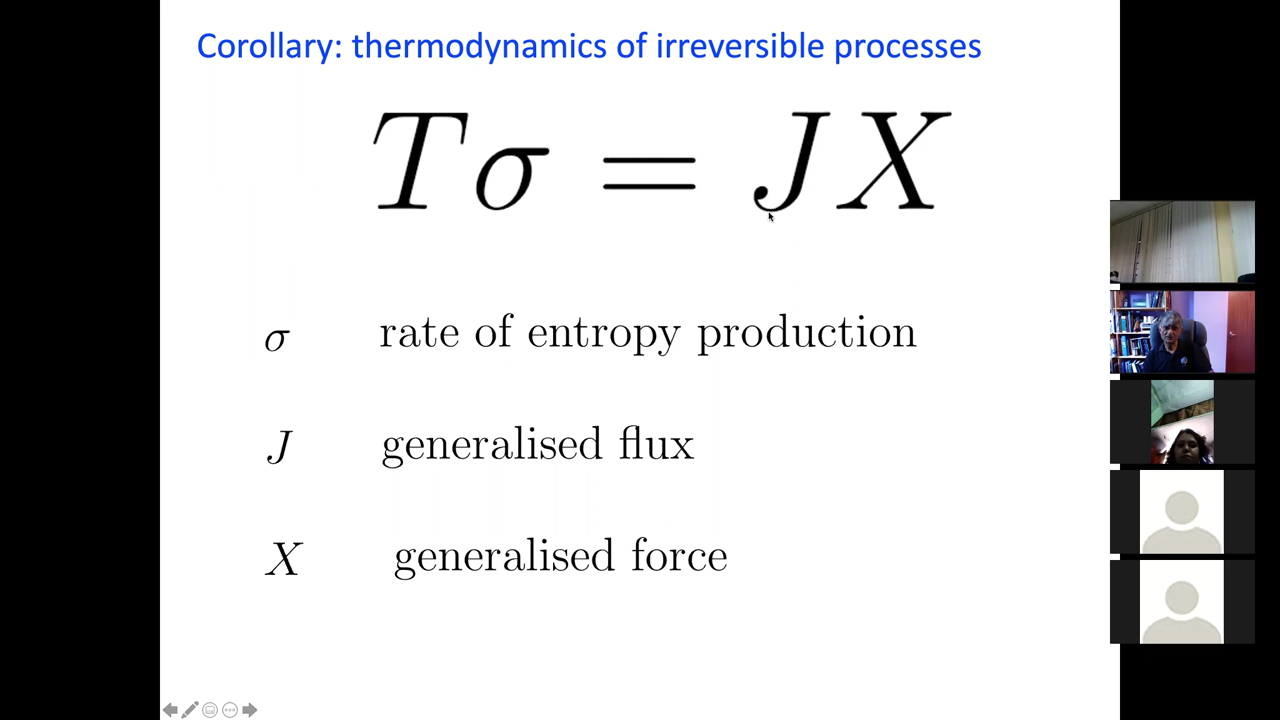 Corollary: thermodynamics of irreversible processes
Tσ = JX
σ rate of entropy production
J generalised flux
X generalised force